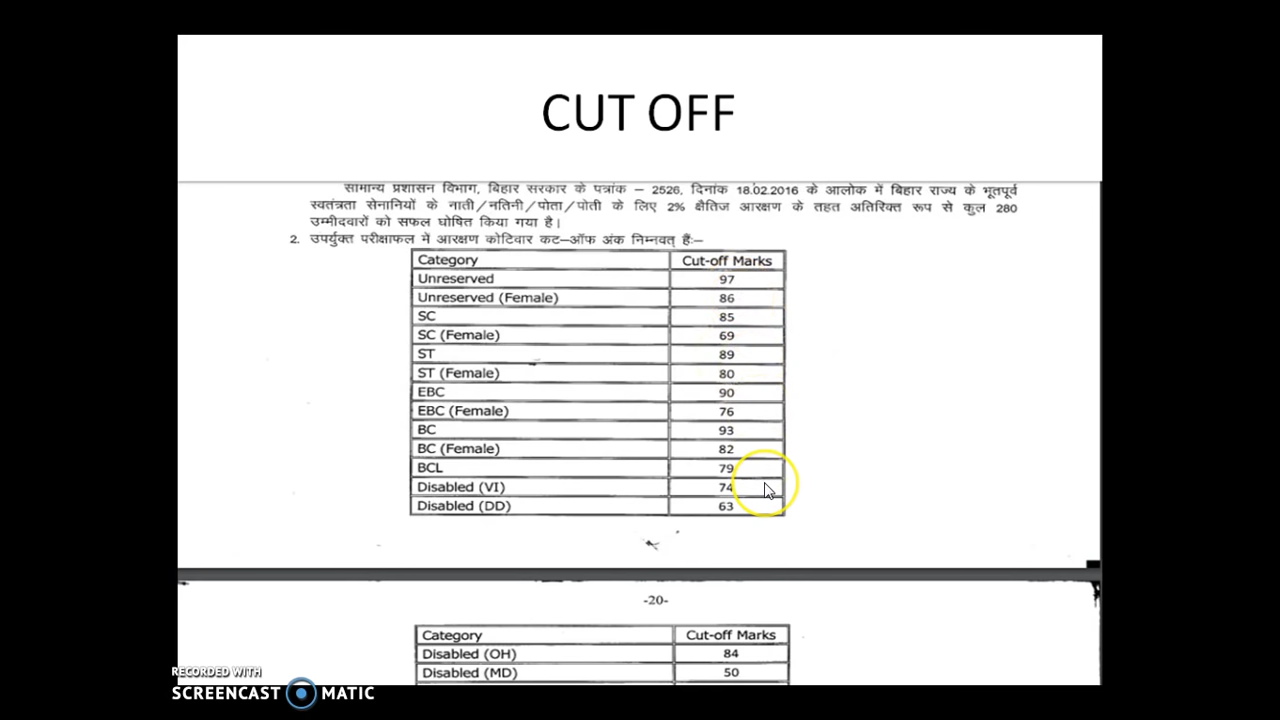 CUT OFF
सामान्य प्रशासन विभाग, बिहार सरकार के पत्रांक – 2526, दिनांक 18.02.2016 के आलोक में बिहार राज्य के भूतपूर्व
स्वतंत्रता सेनानियों के नाती/नतिनी/पोता/पोती के लिए 2% क्षैतिज आरक्षण के तहत अतिरिक्त रूप से कुल 280
उम्मीदवारों को सफल घोषित किया गया है।
2. उपर्युक्त परीक्षाफल में आरक्षण कोटिवार कट–ऑफ अंक निम्नवत् हैं:–
Category Cut-off Marks
Unreserved 97
Unreserved (Female) 86
SC 85
SC (Female) 69
ST 89
ST (Female) 80
EBC 90
EBC (Female) 76
BC 93
BC (Female) 82
BCL 79
Disabled (VI) 74
Disabled (DD) 63
-20-
Category Cut-off Marks
Disabled (OH) 84
Disabled (MD) 50
RECORDED WITH
SCREENCAST MATIC